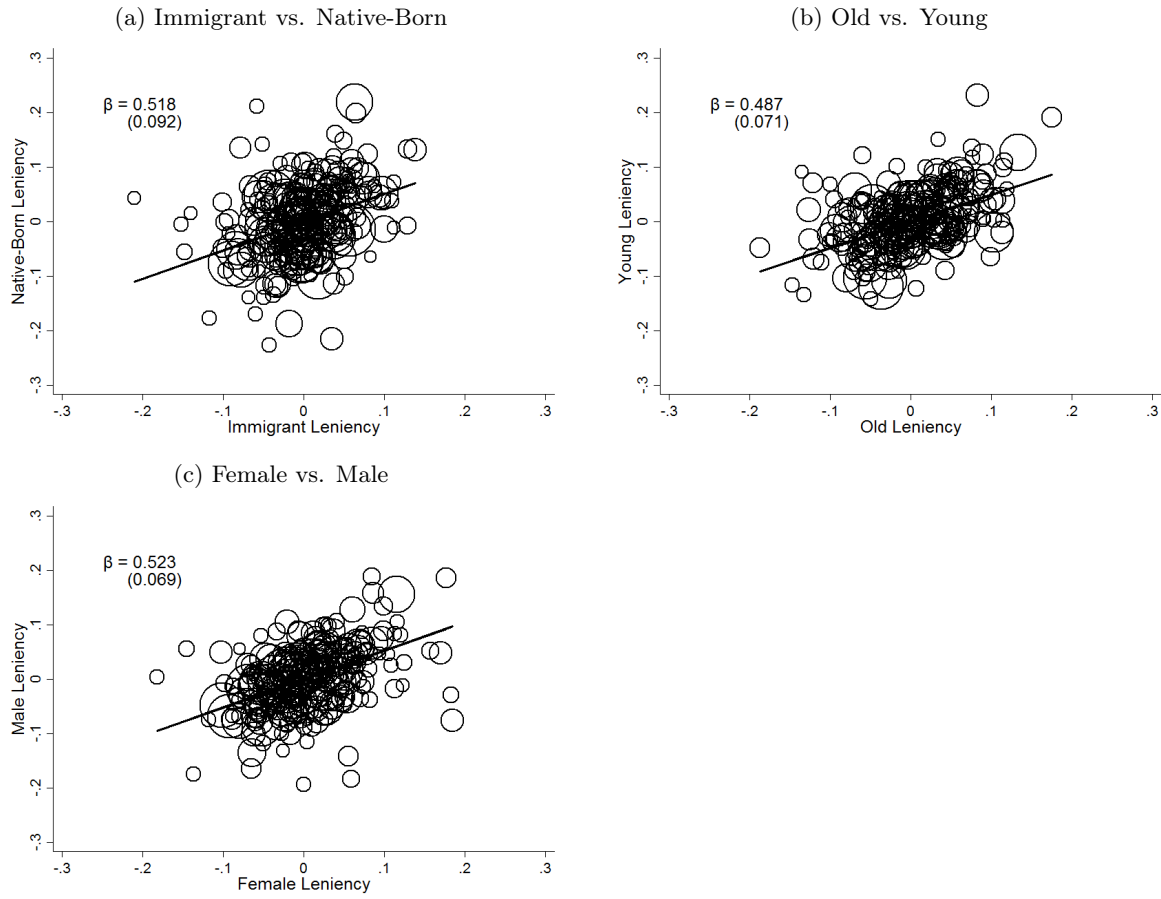 (a) Immigrant vs. Native-Born
.3
.2
.1
0
-.1
-.2
-.3
Native-Born Leniency
β = 0.518
(0.092)
-.3 -.2 -.1 0 .1 .2 .3
Immigrant Leniency
(b) Old vs. Young
.3
.2
.1
0
-.1
-.2
-.3
Young Leniency
β = 0.487
(0.071)
-.3 -.2 -.1 0 .1 .2 .3
Old Leniency
(c) Female vs. Male
.3
.2
.1
0
-.1
-.2
-.3
Male Leniency
β = 0.523
(0.069)
-.3 -.2 -.1 0 .1 .2 .3
Female Leniency